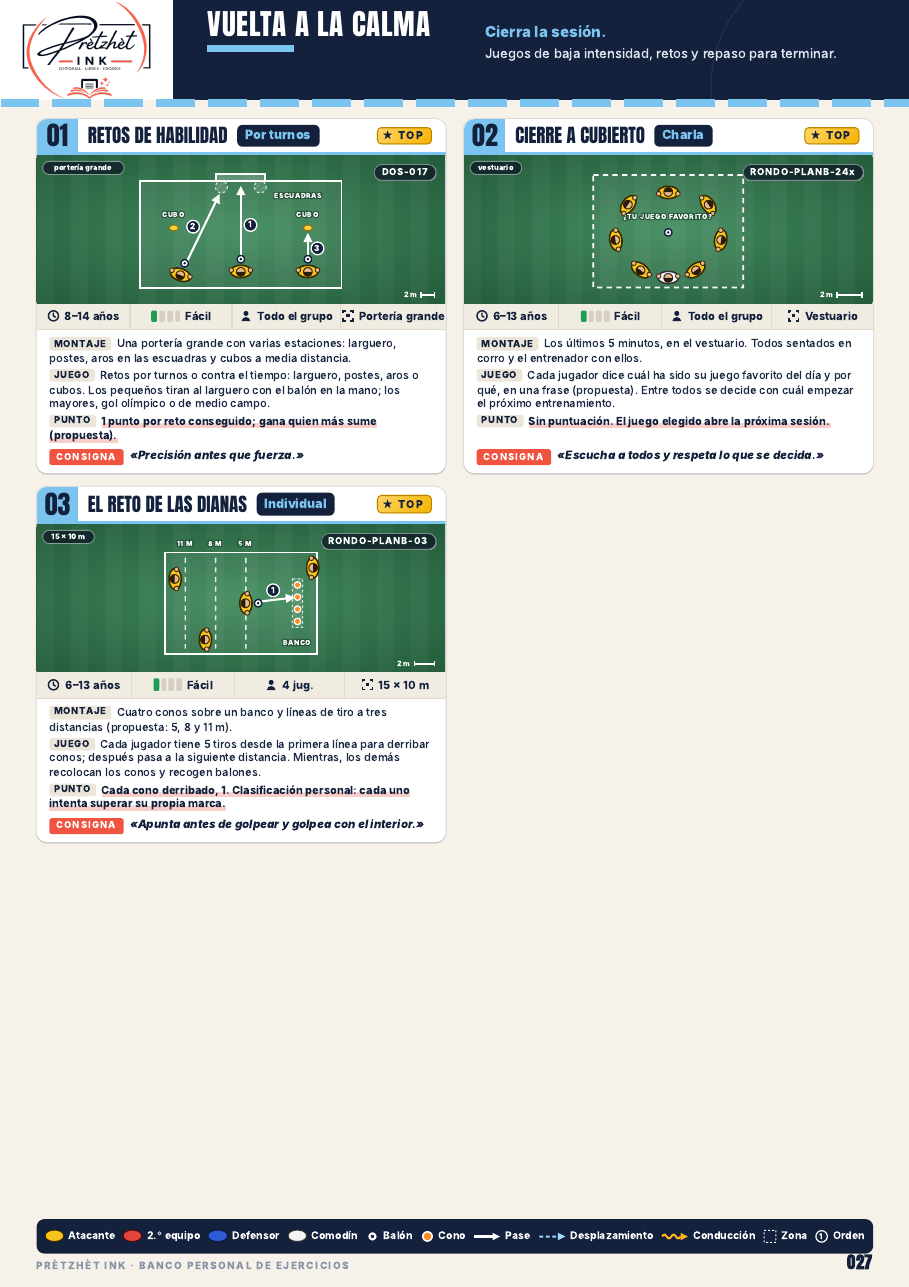 Prètzhèt
INK
EDITORIAL · LIBROS · EBOOKS
VUELTA A LA CALMA
Cierra la sesión.
Juegos de baja intensidad, retos y repaso para terminar.
01 RETOS DE HABILIDAD Por turnos ★ TOP
portería grande
DOS-017
ESCUADRAS
CUBO
CUBO
2
1
3
2 m
8–14 años Fácil Todo el grupo Portería grande
MONTAJE Una portería grande con varias estaciones: larguero,
postes, aros en las escuadras y cubos a media distancia.
JUEGO Retos por turnos o contra el tiempo: larguero, postes, aros o
cubos. Los pequeños tiran al larguero con el balón en la mano; los
mayores, gol olímpico o de medio campo.
PUNTO 1 punto por reto conseguido; gana quien más sume
(propuesta).
CONSIGNA «Precisión antes que fuerza.»
02 CIERRE A CUBIERTO Charla ★ TOP
vestuario
RONDO-PLANB-24x
¿TU JUEGO FAVORITO?
2 m
6–13 años Fácil Todo el grupo Vestuario
MONTAJE Los últimos 5 minutos, en el vestuario. Todos sentados en
corro y el entrenador con ellos.
JUEGO Cada jugador dice cuál ha sido su juego favorito del día y por
qué, en una frase (propuesta). Entre todos se decide con cuál empezar
el próximo entrenamiento.
PUNTO Sin puntuación. El juego elegido abre la próxima sesión.
CONSIGNA «Escucha a todos y respeta lo que se decida.»
03 EL RETO DE LAS DIANAS Individual ★ TOP
15 × 10 m
RONDO-PLANB-03
11 M 8 M 5 M
1
BANCO
2 m
6–13 años Fácil 4 jug. 15 × 10 m
MONTAJE Cuatro conos sobre un banco y líneas de tiro a tres
distancias (propuesta: 5, 8 y 11 m).
JUEGO Cada jugador tiene 5 tiros desde la primera línea para derribar
conos; después pasa a la siguiente distancia. Mientras, los demás
recolocan los conos y recogen balones.
PUNTO Cada cono derribado, 1. Clasificación personal: cada uno
intenta superar su propia marca.
CONSIGNA «Apunta antes de golpear y golpea con el interior.»
Atacante 2.º equipo Defensor Comodín Balón Cono Pase Desplazamiento Conducción Zona 1 Orden
PRÈTZHÈT INK · BANCO PERSONAL DE EJERCICIOS
027